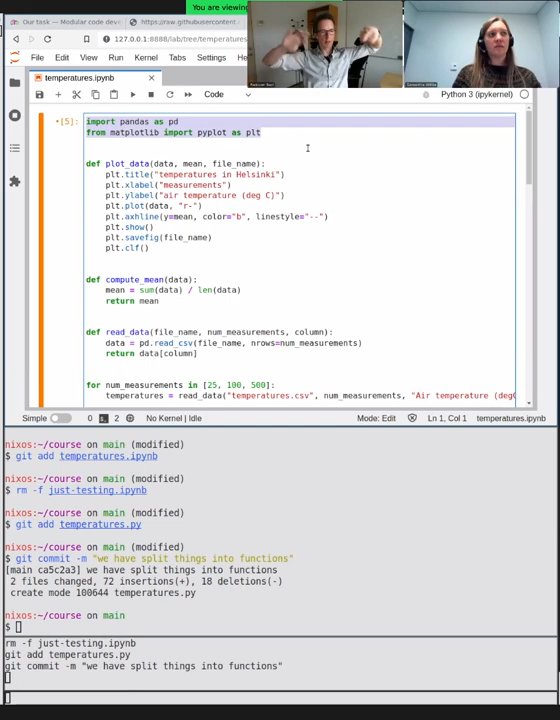 You are viewing
Our task — Modular code deve
https://raw.githubusercontent.
127.0.0.1:8888/lab/tree/temperatures
File Edit View Run Kernel Tabs Settings
temperatures.ipynb
Code
Python 3 (ipykernel)
[5]:
import pandas as pd
from matplotlib import pyplot as plt
def plot_data(data, mean, file_name):
plt.title("temperatures in Helsinki")
plt.xlabel("measurements")
plt.ylabel("air temperature (deg C)")
plt.plot(data, "r-")
plt.axhline(y=mean, color="b", linestyle="--")
plt.show()
plt.savefig(file_name)
plt.clf()
def compute_mean(data):
mean = sum(data) / len(data)
return mean
def read_data(file_name, num_measurements, column):
data = pd.read_csv(file_name, nrows=num_measurements)
return data[column]
for num_measurements in [25, 100, 500]:
temperatures = read_data("temperatures.csv", num_measurements, "Air temperature (deg
Simple 0 2 No Kernel | Idle Mode: Edit Ln 1, Col 1 temperatures.ipynb
nixos:~/course on main (modified)
$ git add temperatures.ipynb
nixos:~/course on main (modified)
$ rm -f just-testing.ipynb
nixos:~/course on main (modified)
$ git add temperatures.py
nixos:~/course on main (modified)
$ git commit -m "we have split things into functions"
[main ca5c2a3] we have split things into functions
2 files changed, 72 insertions(+), 18 deletions(-)
create mode 100644 temperatures.py
nixos:~/course on main
$
rm -f just-testing.ipynb
git add temperatures.py
git commit -m "we have split things into functions"